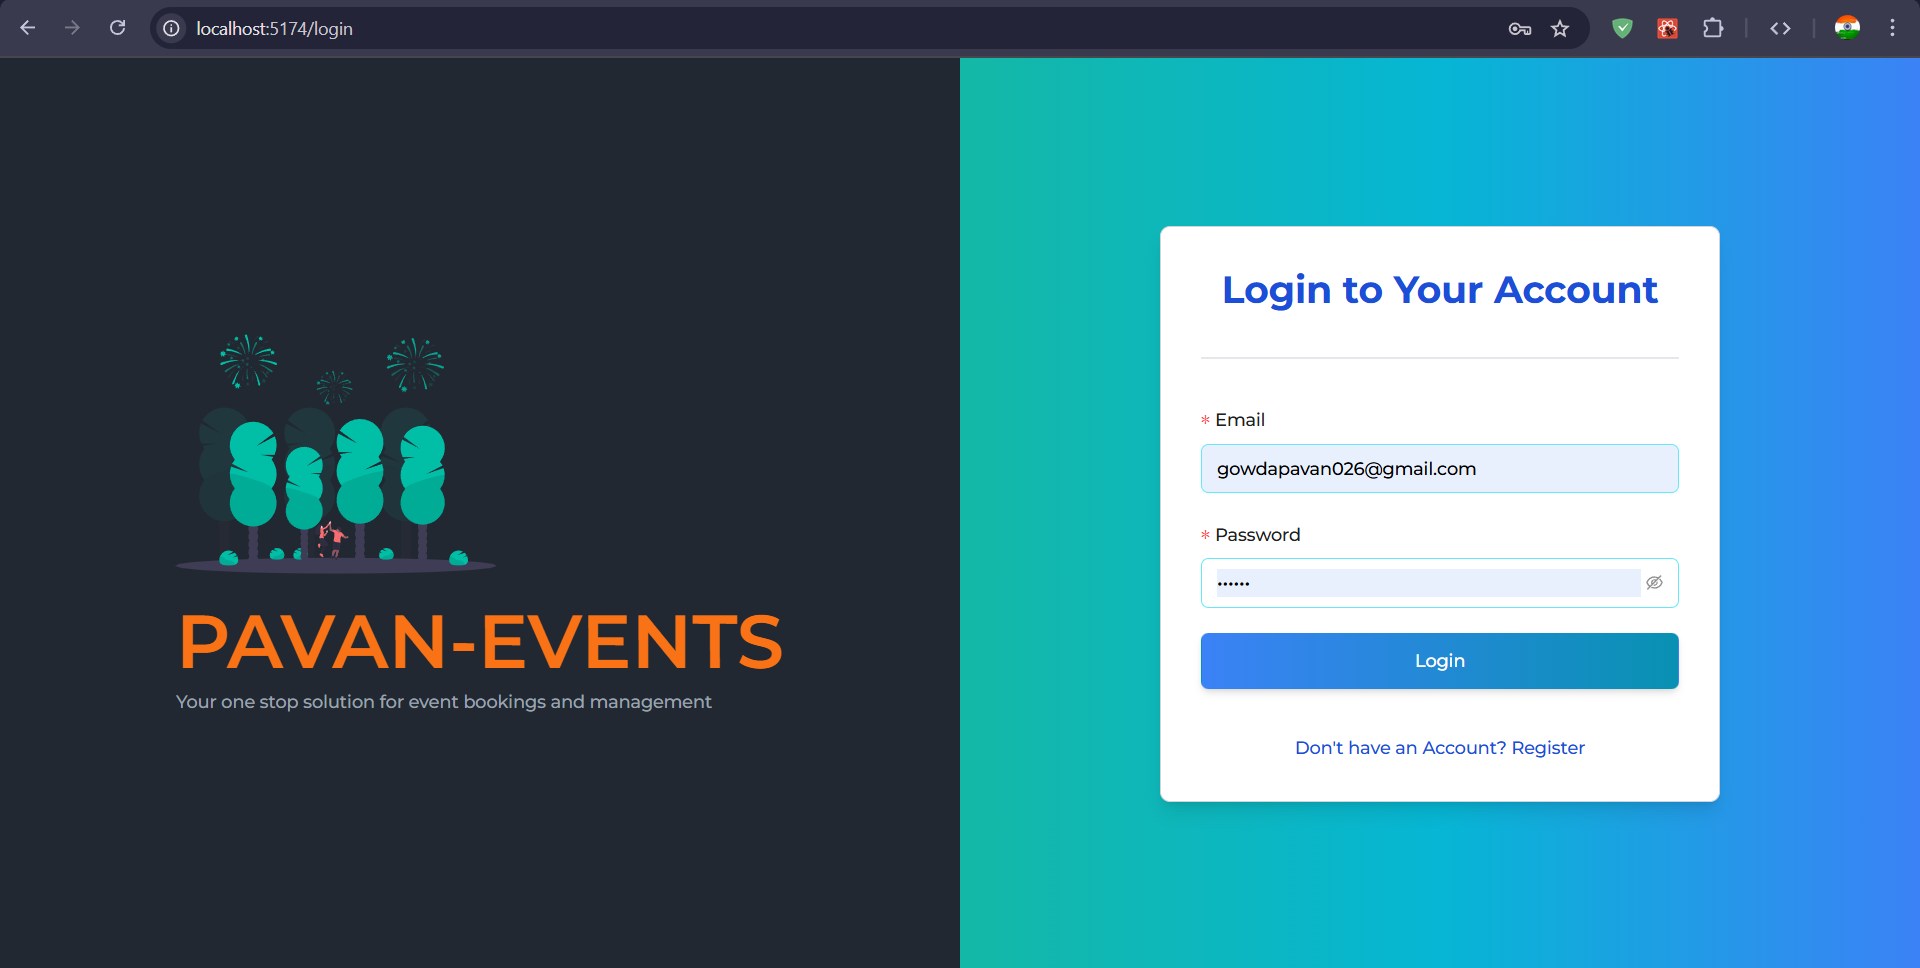 localhost:5174/login
PAVAN-EVENTS
Your one stop solution for event bookings and management
Login to Your Account
* Email
gowdapavan026@gmail.com
* Password
••••••
Login
Don't have an Account? Register